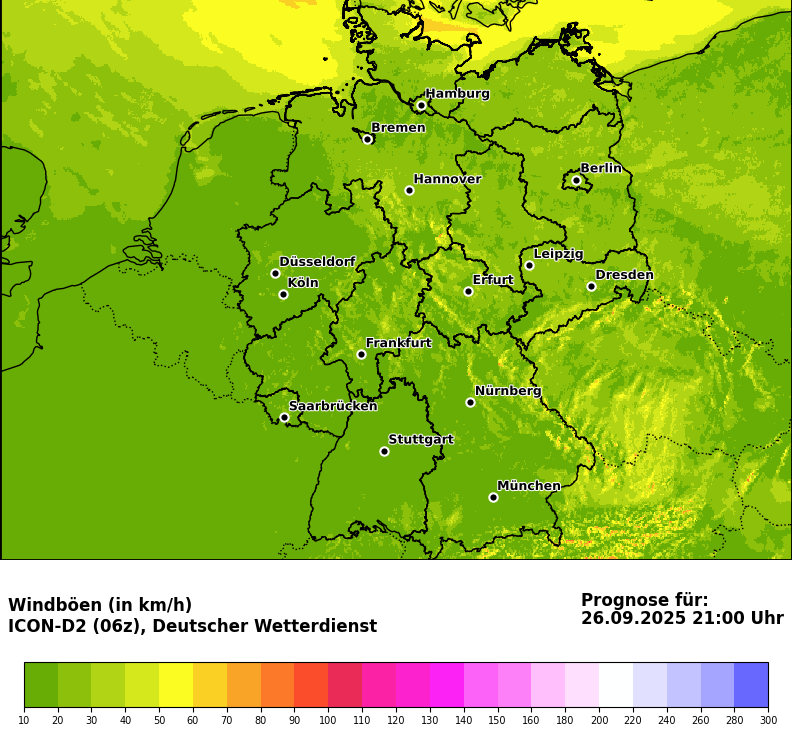 Hamburg
Bremen
Berlin
Hannover
Leipzig
Düsseldorf
Dresden
Köln
Erfurt
Frankfurt
Nürnberg
Saarbrücken
Stuttgart
München
Windböen (in km/h)
ICON-D2 (06z), Deutscher Wetterdienst
Prognose für:
26.09.2025 21:00 Uhr
10 20 30 40 50 60 70 80 90 100 110 120 130 140 150 160 180 200 220 240 260 280 300